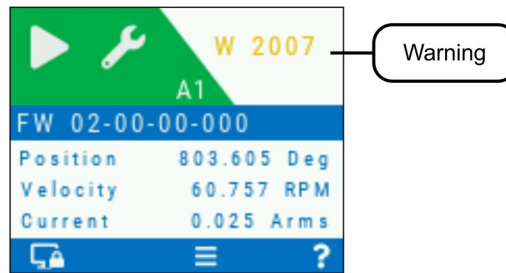 W 2007
Warning
A1
FW 02-00-00-000
Position 803.605 Deg
Velocity 60.757 RPM
Current 0.025 Arms
?